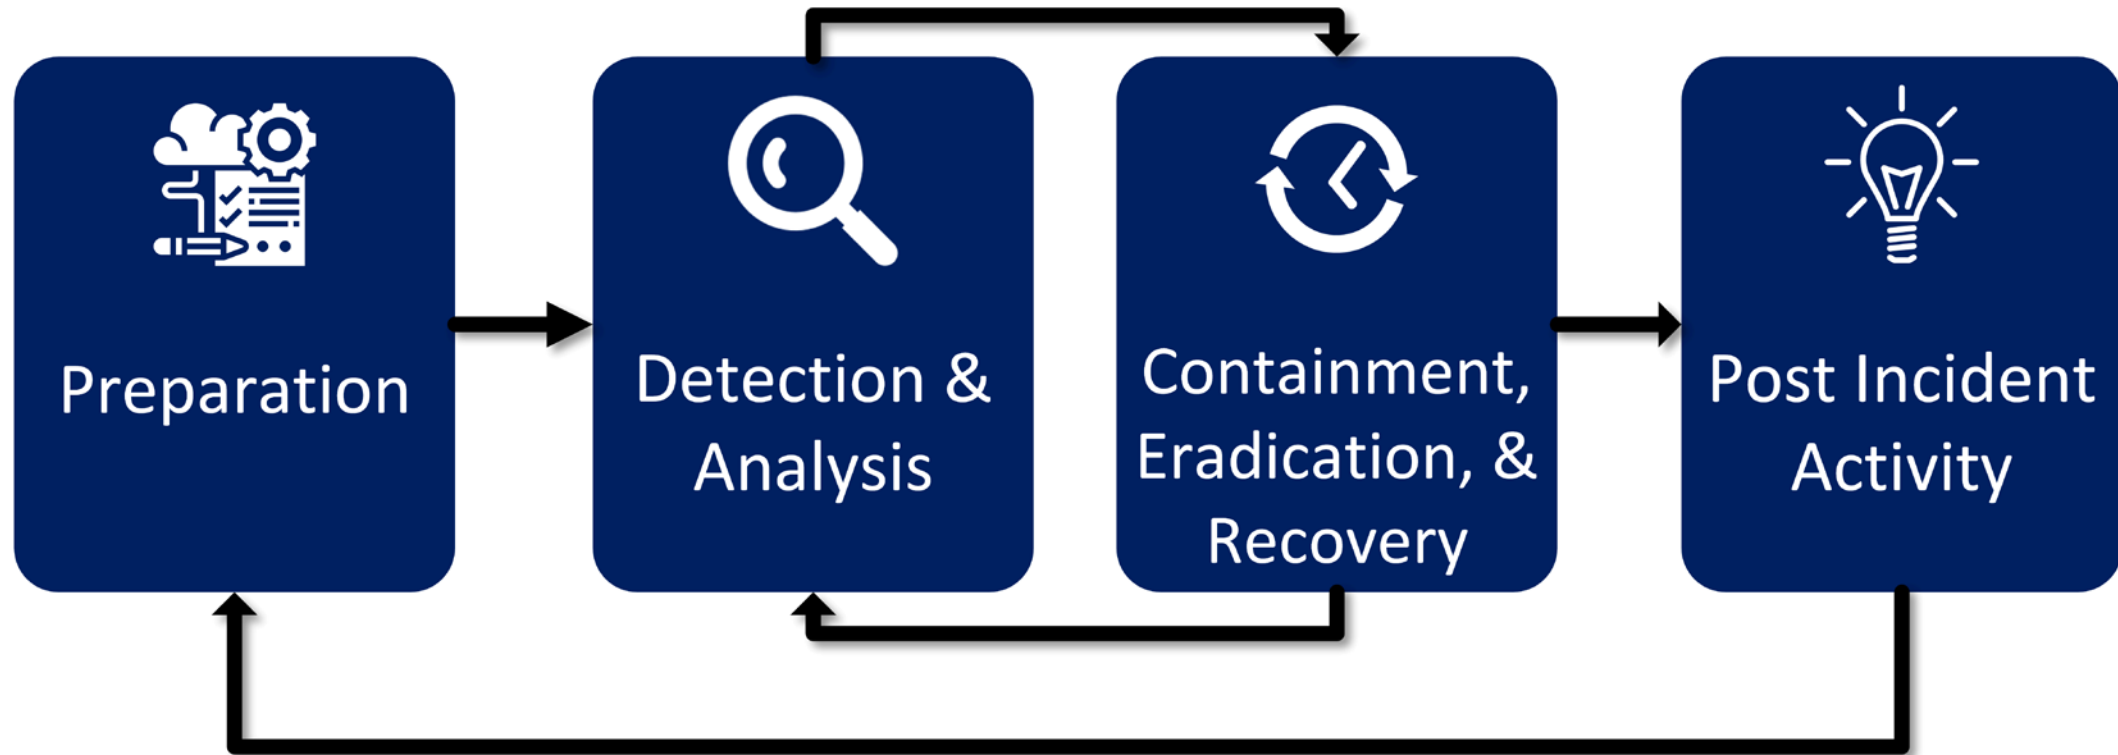 Preparation
Detection &
Analysis
Containment,
Eradication, &
Recovery
Post Incident
Activity